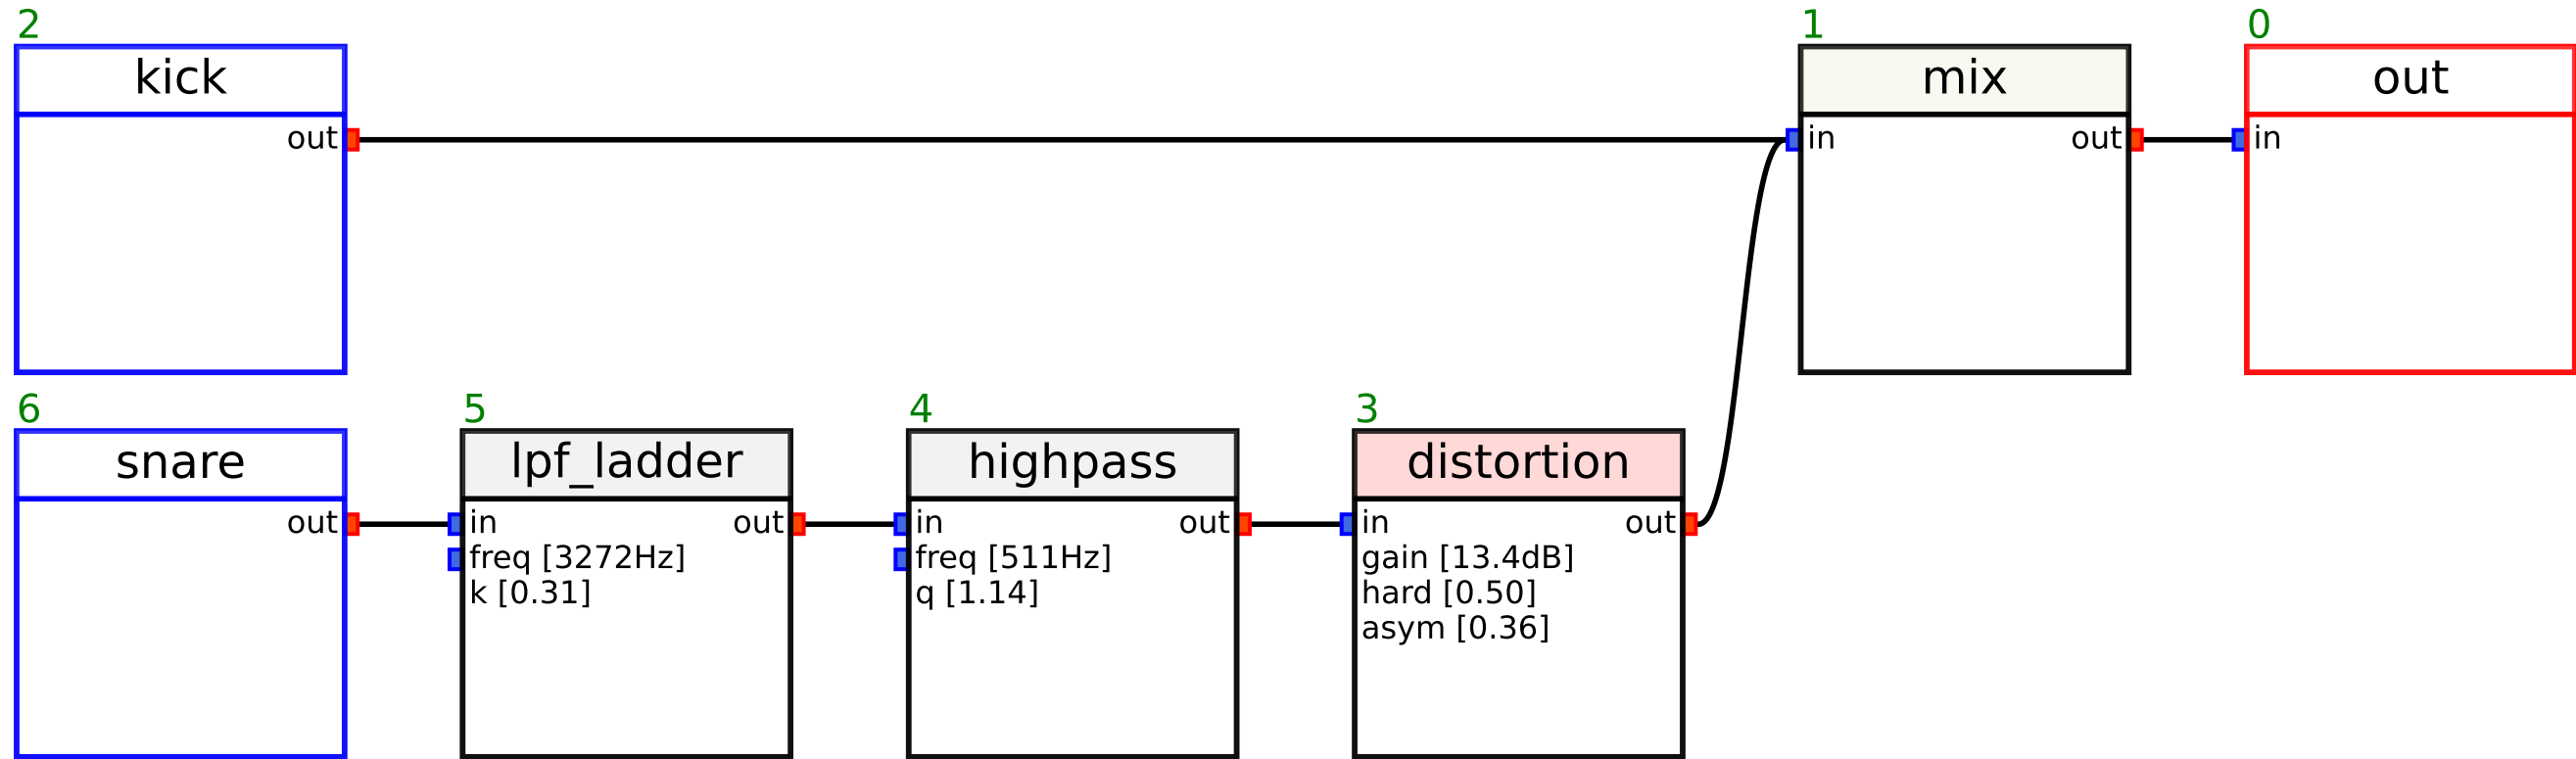 2
kick
out
1
mix
in
out
0
out
in
6
snare
out
5
lpf_ladder
in
out
freq [3272Hz]
k [0.31]
4
highpass
in
out
freq [511Hz]
q [1.14]
3
distortion
in
out
gain [13.4dB]
hard [0.50]
asym [0.36]